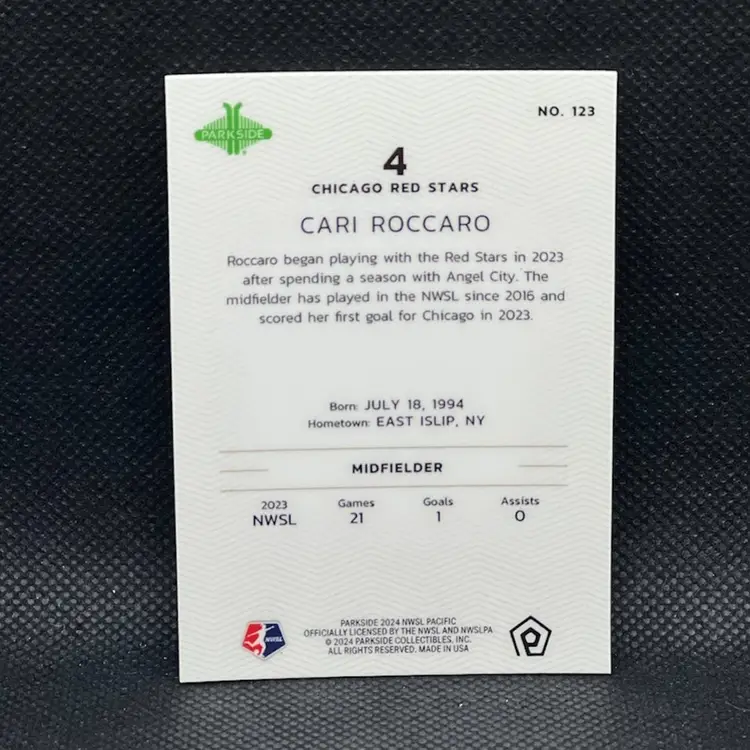 PARKSIDE
NO. 123
4
CHICAGO RED STARS
CARI ROCCARO
Roccaro began playing with the Red Stars in 2023
after spending a season with Angel City. The
midfielder has played in the NWSL since 2016 and
scored her first goal for Chicago in 2023.
Born: JULY 18, 1994
Hometown: EAST ISLIP, NY
MIDFIELDER
2023 Games Goals Assists
NWSL 21 1 0
NWSL
PARKSIDE 2024 NWSL PACIFIC
OFFICIALLY LICENSED BY THE NWSL AND NWSLPA
© 2024 PARKSIDE COLLECTIBLES, INC.
ALL RIGHTS RESERVED. MADE IN USA